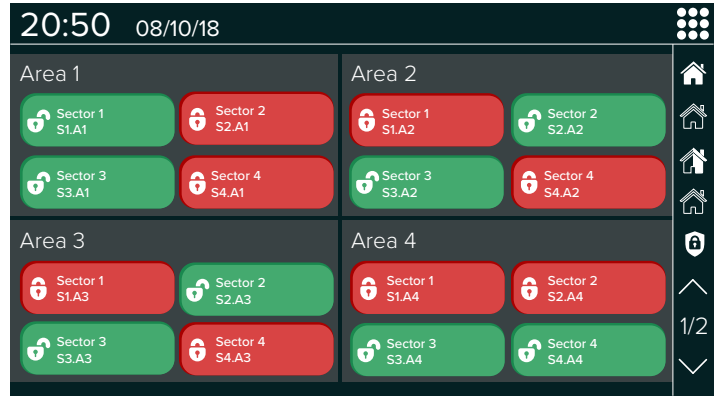 20:50 08/10/18
Area 1
Sector 1
S1.A1
Sector 2
S2.A1
Sector 3
S3.A1
Sector 4
S4.A1
Area 2
Sector 1
S1.A2
Sector 2
S2.A2
Sector 3
S3.A2
Sector 4
S4.A2
Area 3
Sector 1
S1.A3
Sector 2
S2.A3
Sector 3
S3.A3
Sector 4
S4.A3
Area 4
Sector 1
S1.A4
Sector 2
S2.A4
Sector 3
S3.A4
Sector 4
S4.A4
1/2